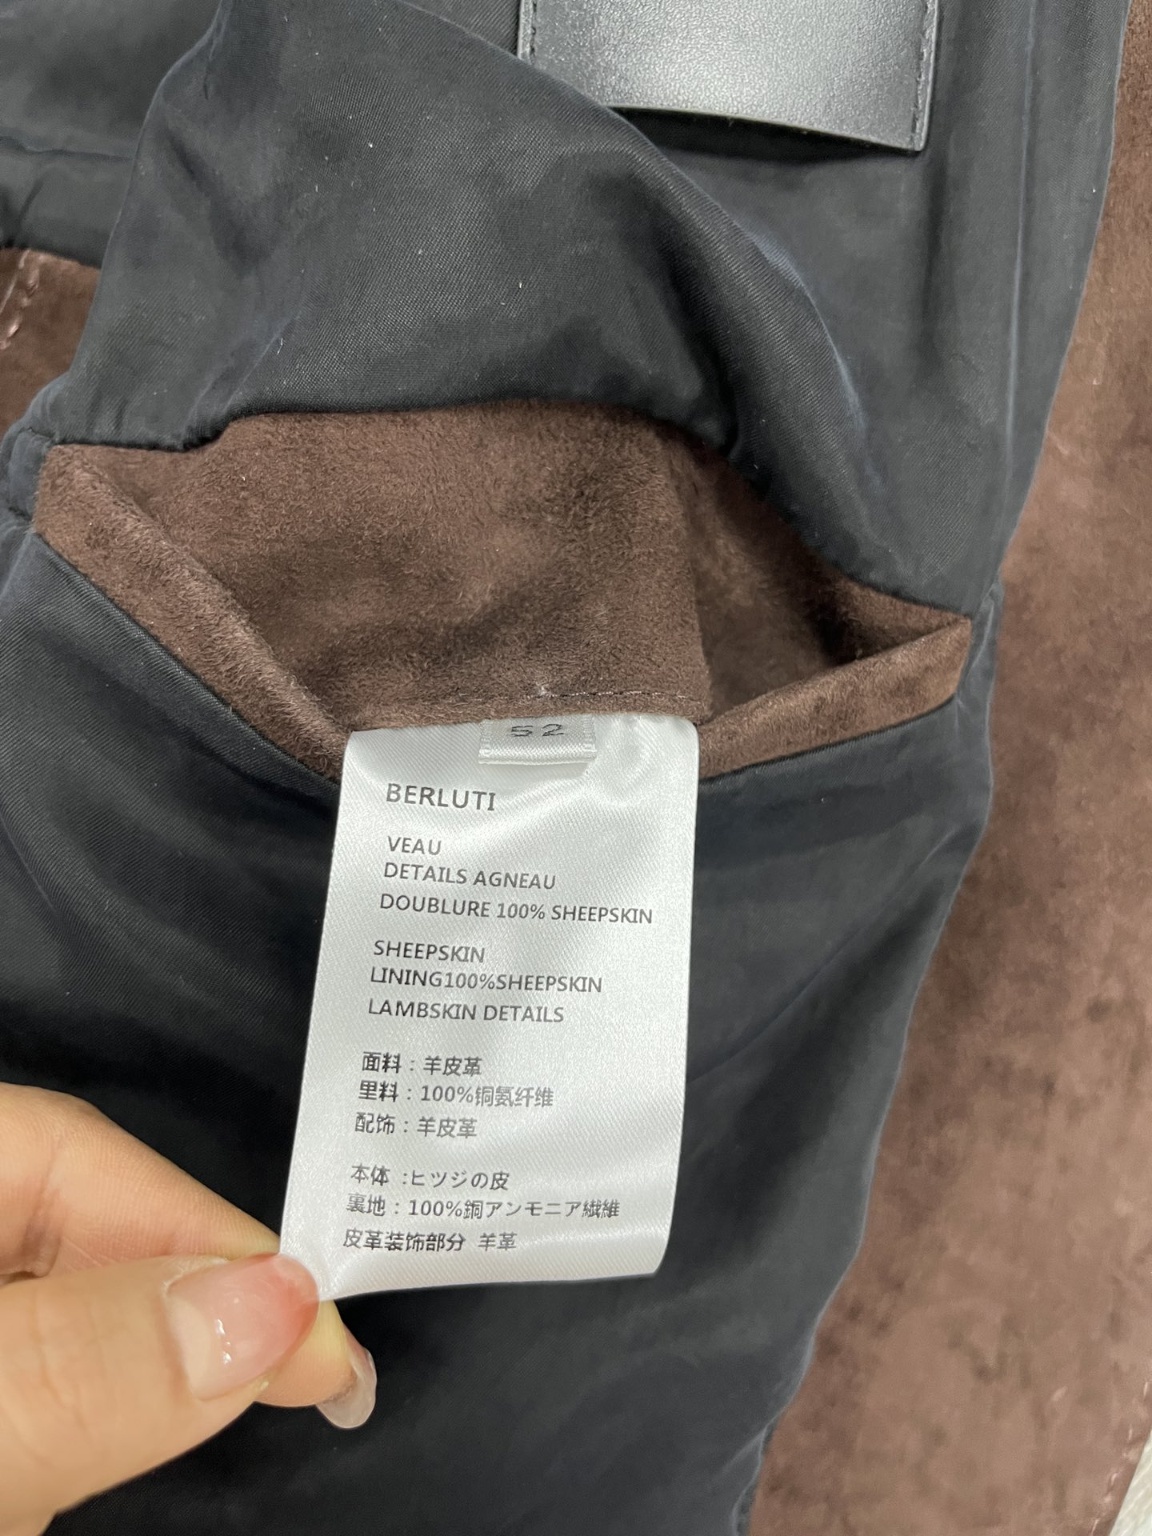 52
BERLUTI
VEAU
DETAILS AGNEAU
DOUBLURE 100% SHEEPSKIN
SHEEPSKIN
LINING100%SHEEPSKIN
LAMBSKIN DETAILS
面料：羊皮革
里料：100%铜氨纤维
配饰：羊皮革
本体 :ヒツジの皮
裏地：100%銅アンモニア繊維
皮革装饰部分 羊革